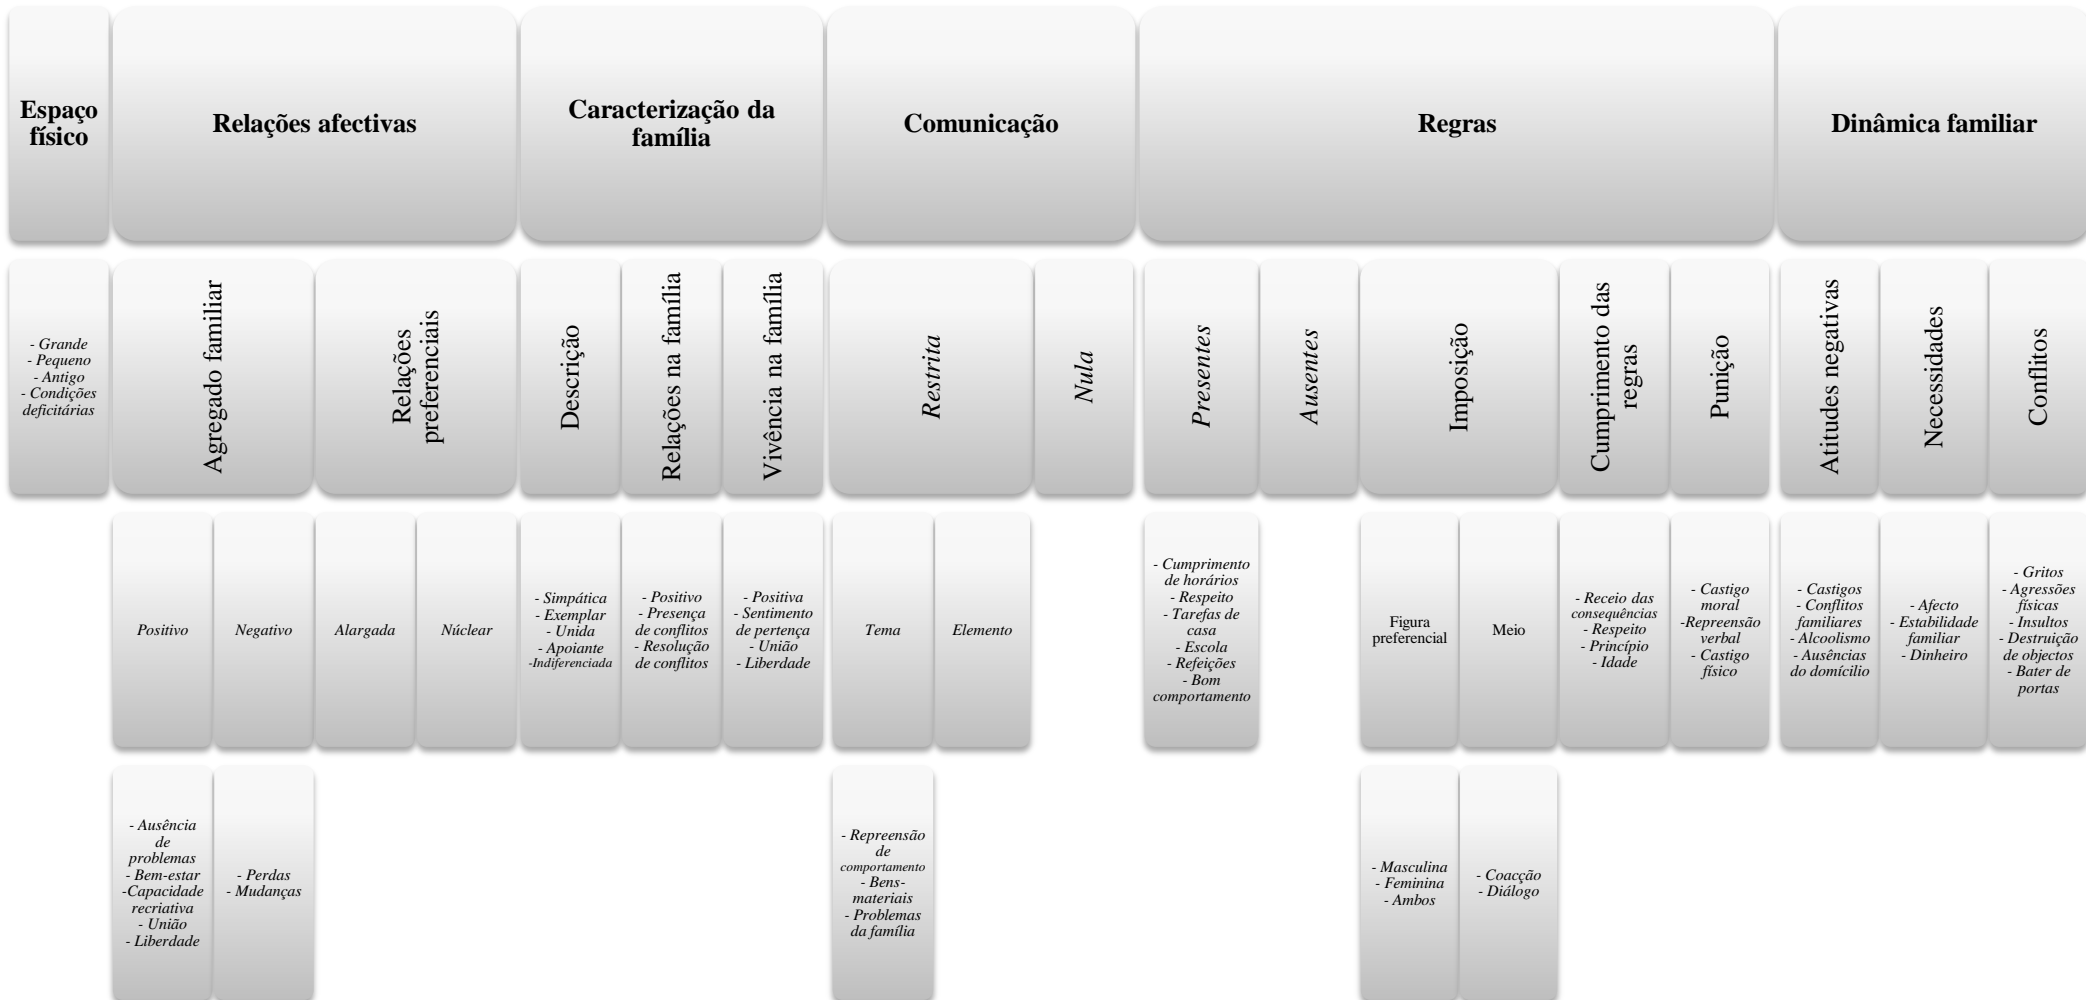 Espaço
físico
Relações afectivas
Caracterização da
família
Comunicação
Regras
Dinâmica familiar
- Grande
- Pequeno
- Antigo
- Condições
deficitárias
Agregado familiar
Relações
preferenciais
Descrição
Relações na família
Vivência na família
Restrita
Nula
Presentes
Ausentes
Imposição
Cumprimento das
regras
Punição
Atitudes negativas
Necessidades
Conflitos
Positivo
Negativo
Alargada
Núclear
- Simpática
- Exemplar
- Unida
- Apoiante
-Indiferenciada
- Positivo
- Presença
de conflitos
- Resolução
de conflitos
- Positiva
- Sentimento
de pertença
- União
- Liberdade
Tema
Elemento
- Cumprimento
de horários
- Respeito
- Tarefas de
casa
- Escola
- Refeições
- Bom
comportamento
Figura
preferencial
Meio
- Receio das
consequências
- Respeito
- Princípio
- Idade
- Castigo
moral
-Repreensão
verbal
- Castigo
físico
- Castigos
- Conflitos
familiares
- Alcoolismo
- Ausências
do domícilio
- Afecto
- Estabilidade
familiar
- Dinheiro
- Gritos
- Agressões
físicas
- Insultos
- Destruição
de objectos
- Bater de
portas
- Ausência
de
problemas
- Bem-estar
-Capacidade
recriativa
- União
- Liberdade
- Perdas
- Mudanças
- Repreensão
de
comportamento
- Bens-
materiais
- Problemas
da família
- Masculina
- Feminina
- Ambos
- Coacção
- Diálogo